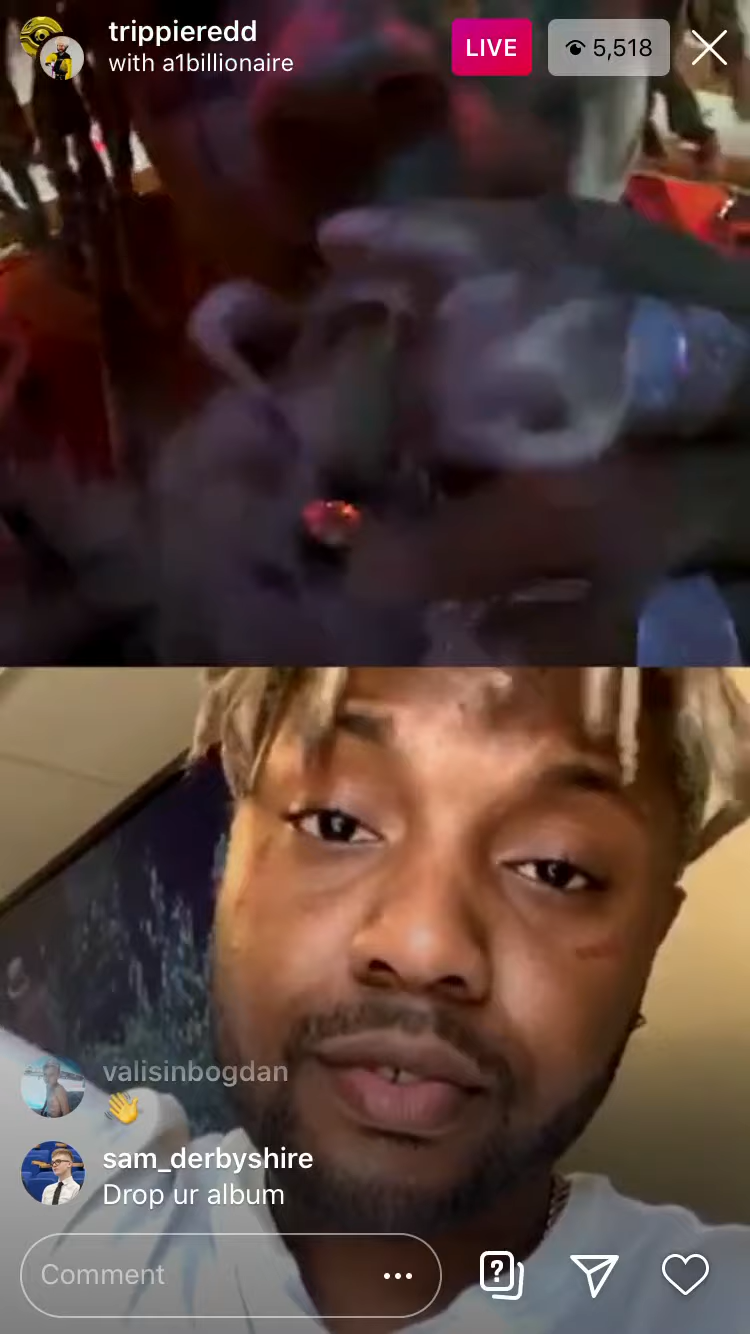 trippieredd
with a1billionaire
LIVE
5,518
valisinbogdan
👋
sam_derbyshire
Drop ur album
Comment